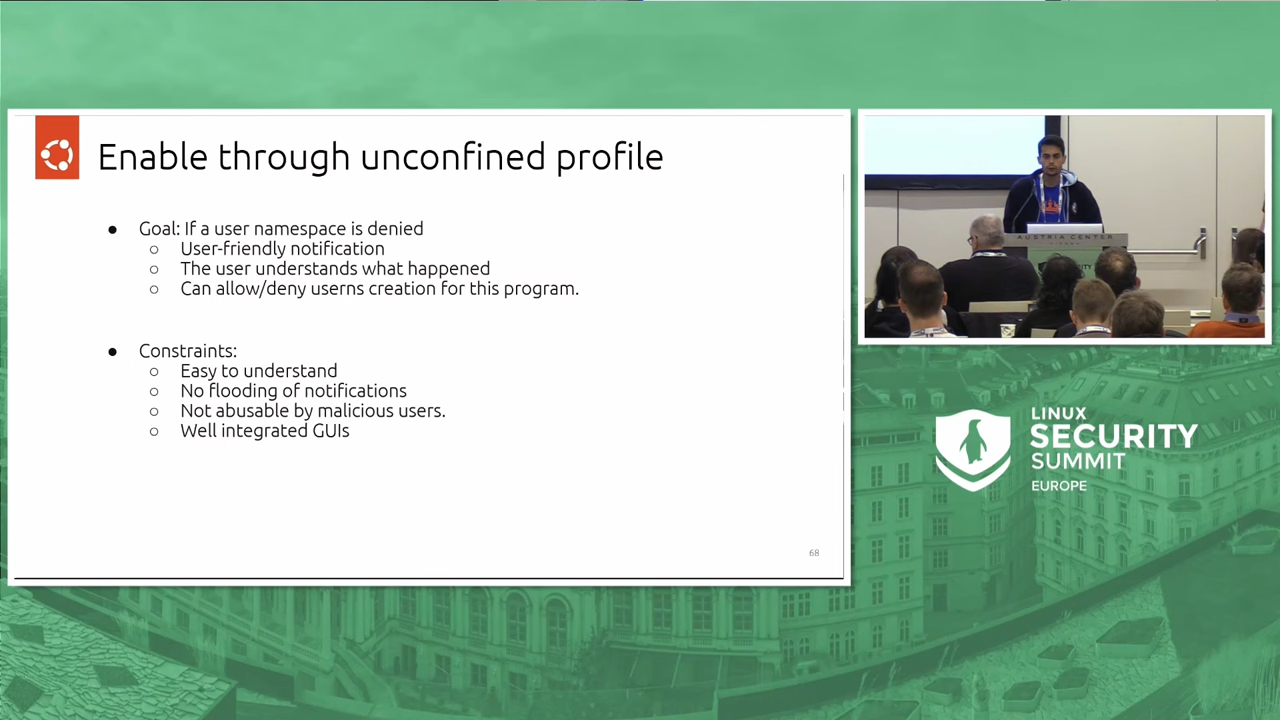 Enable through unconfined profile
● Goal: If a user namespace is denied
○ User-friendly notification
○ The user understands what happened
○ Can allow/deny userns creation for this program.
● Constraints:
○ Easy to understand
○ No flooding of notifications
○ Not abusable by malicious users.
○ Well integrated GUIs
68
AUSTRIA CENTER
LINUX
SECURITY
SUMMIT
EUROPE